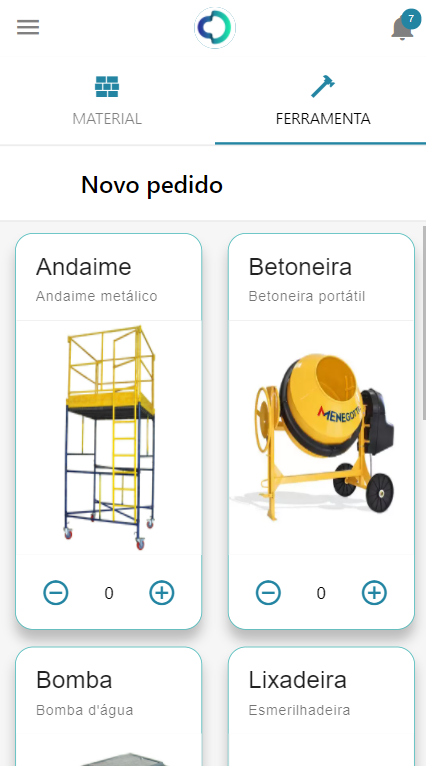 7
MATERIAL
FERRAMENTA
Novo pedido
Andaime
Andaime metálico
Betoneira
Betoneira portátil
MENEGOTTI
0
0
Bomba
Bomba d'água
Lixadeira
Esmerilhadeira